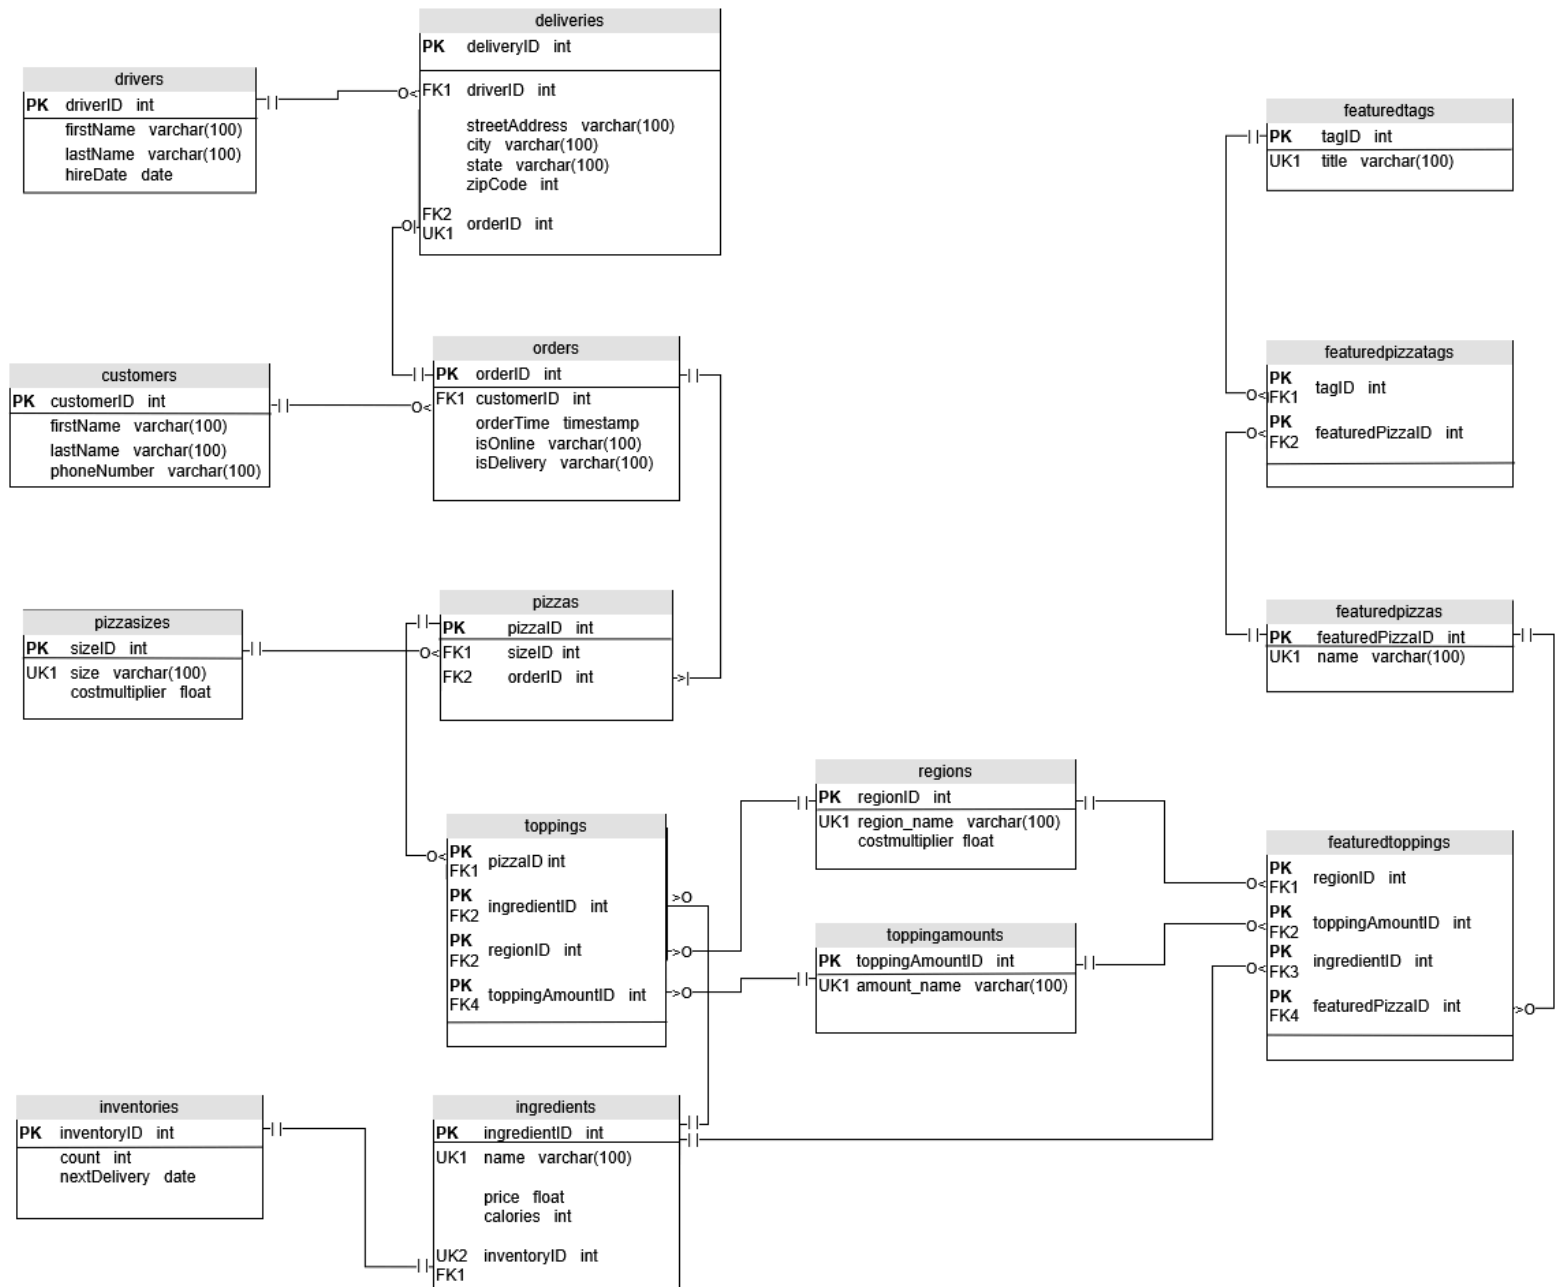 deliveries
PK deliveryID int
FK1 driverID int
streetAddress varchar(100)
city varchar(100)
state varchar(100)
zipCode int
FK2
UK1 orderID int
drivers
PK driverID int
firstName varchar(100)
lastName varchar(100)
hireDate date
featuredtags
PK tagID int
UK1 title varchar(100)
orders
PK orderID int
FK1 customerID int
orderTime timestamp
isOnline varchar(100)
isDelivery varchar(100)
customers
PK customerID int
firstName varchar(100)
lastName varchar(100)
phoneNumber varchar(100)
featuredpizzatags
PK
FK1 tagID int
PK
FK2 featuredPizzaID int
pizzas
PK pizzaID int
FK1 sizeID int
FK2 orderID int
pizzasizes
PK sizeID int
UK1 size varchar(100)
costmultiplier float
featuredpizzas
PK featuredPizzaID int
UK1 name varchar(100)
regions
PK regionID int
UK1 region_name varchar(100)
costmultiplier float
toppings
PK
FK1 pizzaID int
PK
FK2 ingredientID int
PK
FK2 regionID int
PK
FK4 toppingAmountID int
toppingamounts
PK toppingAmountID int
UK1 amount_name varchar(100)
featuredtoppings
PK
FK1 regionID int
PK
FK2 toppingAmountID int
PK
FK3 ingredientID int
PK
FK4 featuredPizzaID int
inventories
PK inventoryID int
count int
nextDelivery date
ingredients
PK ingredientID int
UK1 name varchar(100)
price float
calories int
UK2 inventoryID int
FK1